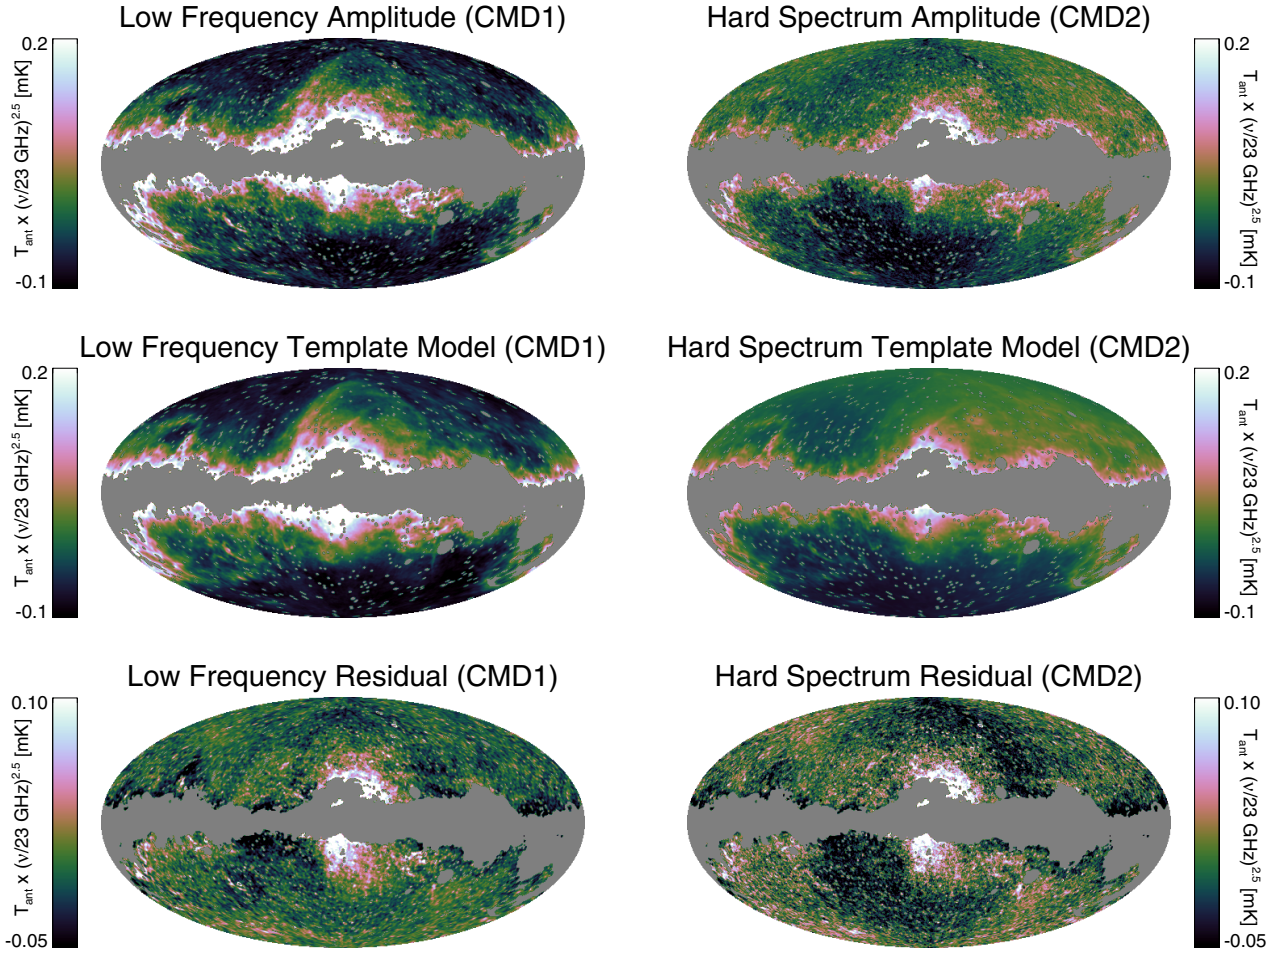 Low Frequency Amplitude (CMD1)
Hard Spectrum Amplitude (CMD2)
0.2
T_ant x (ν/23 GHz)^2.5 [mK]
-0.1
0.2
T_ant x (ν/23 GHz)^2.5 [mK]
-0.1
Low Frequency Template Model (CMD1)
Hard Spectrum Template Model (CMD2)
0.2
T_ant x (ν/23 GHz)^2.5 [mK]
-0.1
0.2
T_ant x (ν/23 GHz)^2.5 [mK]
-0.1
Low Frequency Residual (CMD1)
Hard Spectrum Residual (CMD2)
0.10
T_ant x (ν/23 GHz)^2.5 [mK]
-0.05
0.10
T_ant x (ν/23 GHz)^2.5 [mK]
-0.05